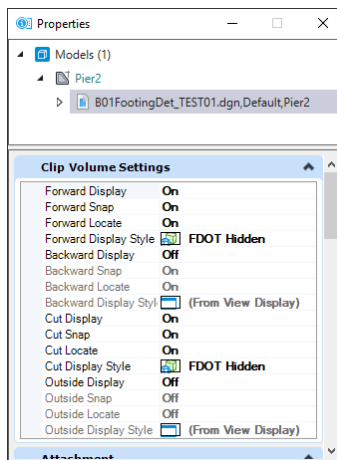 Properties
Models (1)
Pier2
B01FootingDet_TEST01.dgn,Default,Pier2
Clip Volume Settings
Forward Display On
Forward Snap On
Forward Locate On
Forward Display Style FDOT Hidden
Backward Display Off
Backward Snap On
Backward Locate On
Backward Display Styl (From View Display)
Cut Display On
Cut Snap On
Cut Locate On
Cut Display Style FDOT Hidden
Outside Display Off
Outside Snap Off
Outside Locate Off
Outside Display Style (From View Display)
Attachment